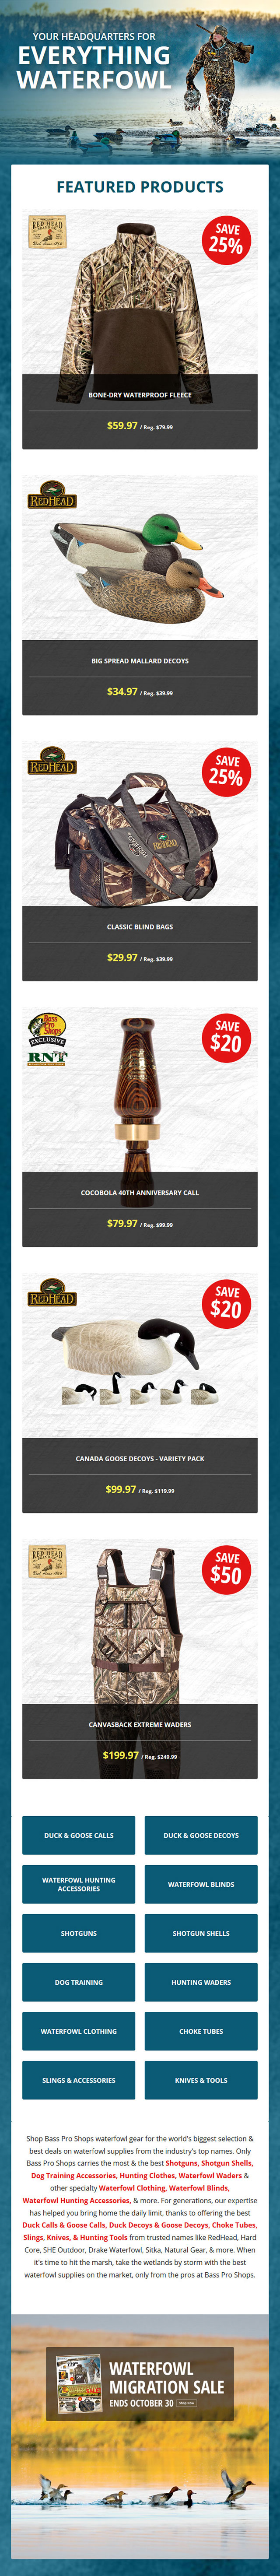 YOUR HEADQUARTERS FOR
EVERYTHING
WATERFOWL
FEATURED PRODUCTS
RED HEAD
SAVE
25%
BONE-DRY WATERPROOF FLEECE
$59.97 / Reg. $79.99
REDHEAD
BIG SPREAD MALLARD DECOYS
$34.97 / Reg. $39.99
REDHEAD
SAVE
25%
REDHEAD
CLASSIC BLIND BAGS
$29.97 / Reg. $39.99
Bass
Pro
Shops
EXCLUSIVE
RNT
SAVE
$20
COCOBOLA 40TH ANNIVERSARY CALL
$79.97 / Reg. $99.99
REDHEAD
SAVE
$20
CANADA GOOSE DECOYS - VARIETY PACK
$99.97 / Reg. $119.99
RED HEAD
SAVE
$50
CANVASBACK EXTREME WADERS
$199.97 / Reg. $249.99
DUCK & GOOSE CALLS
DUCK & GOOSE DECOYS
WATERFOWL HUNTING
ACCESSORIES
WATERFOWL BLINDS
SHOTGUNS
SHOTGUN SHELLS
DOG TRAINING
HUNTING WADERS
WATERFOWL CLOTHING
CHOKE TUBES
SLINGS & ACCESSORIES
KNIVES & TOOLS
Shop Bass Pro Shops waterfowl gear for the world's biggest selection &
best deals on waterfowl supplies from the industry's top names. Only
Bass Pro Shops carries the most & the best Shotguns, Shotgun Shells,
Dog Training Accessories, Hunting Clothes, Waterfowl Waders &
other specialty Waterfowl Clothing, Waterfowl Blinds,
Waterfowl Hunting Accessories, & more. For generations, our expertise
has helped you bring home the daily limit, thanks to offering the best
Duck Calls & Goose Calls, Duck Decoys & Goose Decoys, Choke Tubes,
Slings, Knives, & Hunting Tools from trusted names like RedHead, Hard
Core, SHE Outdoor, Drake Waterfowl, Sitka, Natural Gear, & more. When
it's time to hit the marsh, take the wetlands by storm with the best
waterfowl supplies on the market, only from the pros at Bass Pro Shops.
WATERFOWL
MIGRATION SALE
ENDS OCTOBER 30
Shop Now